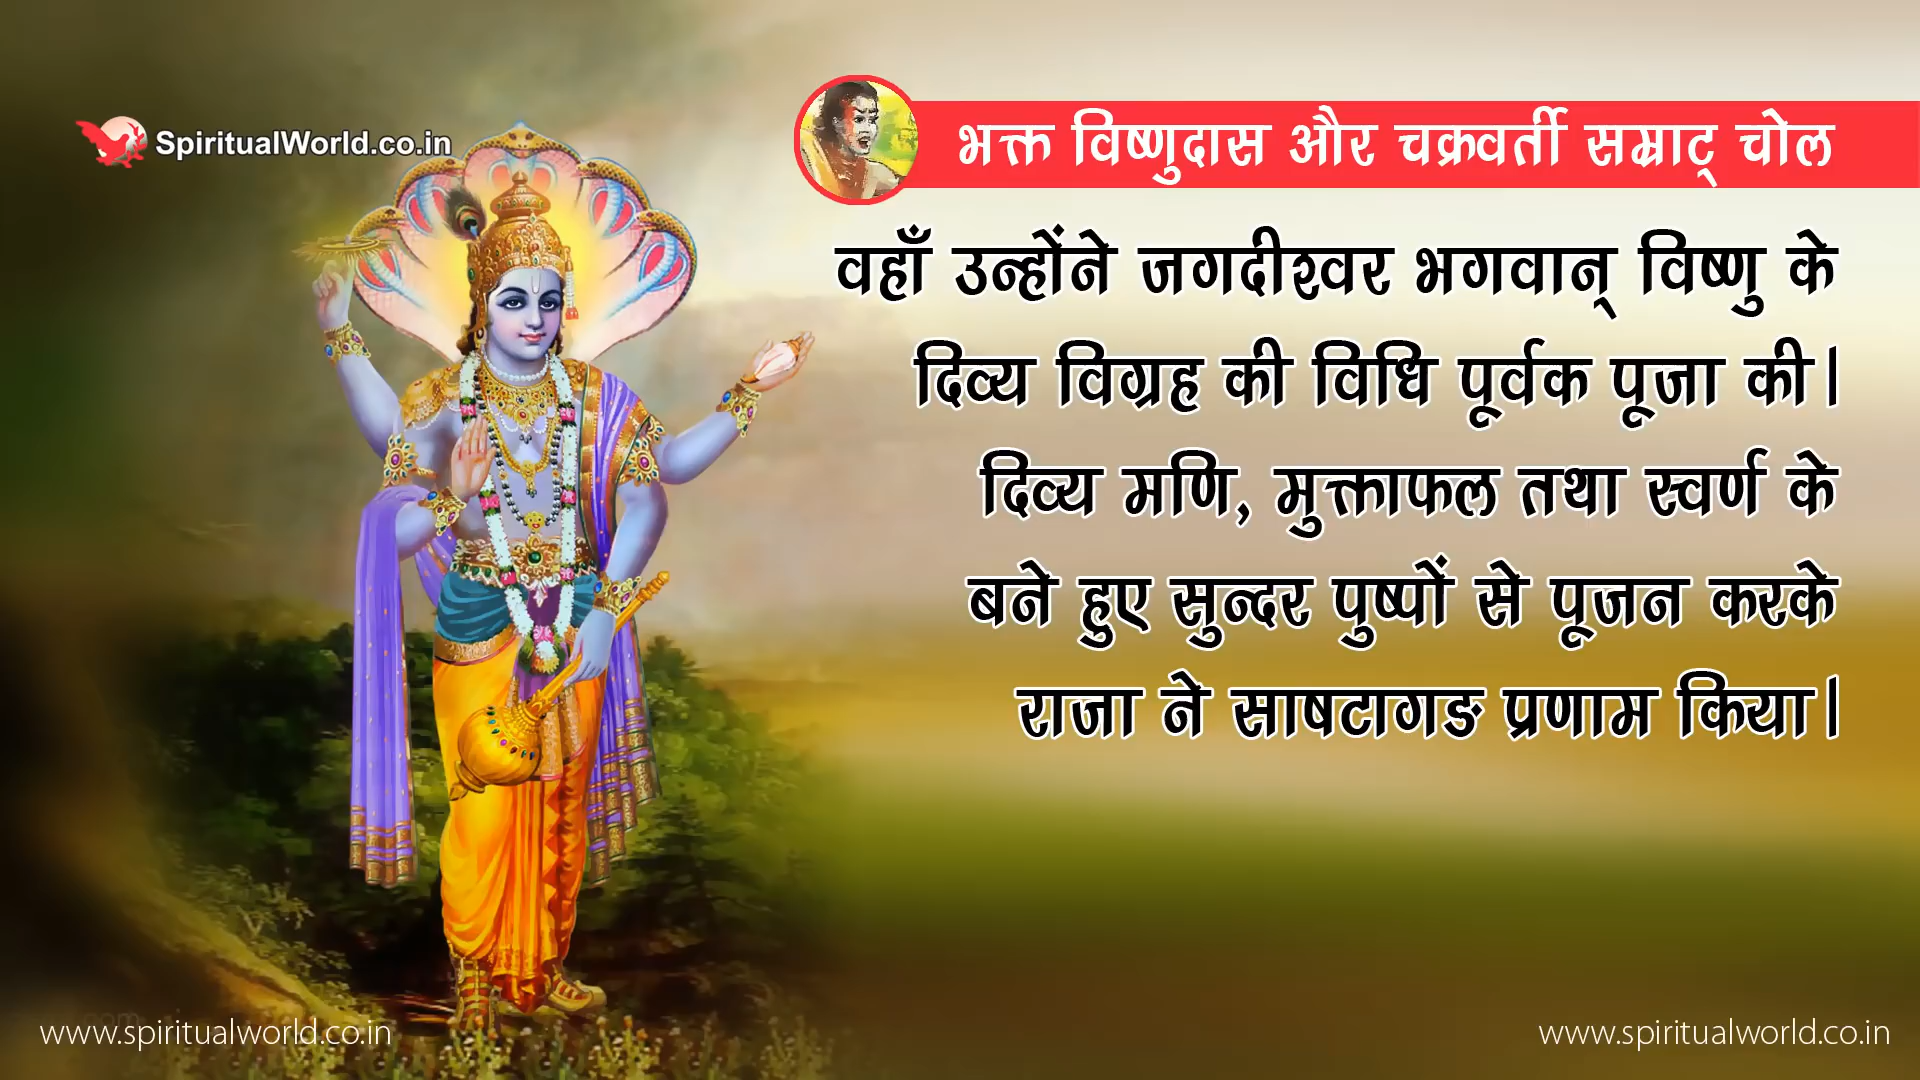 SpiritualWorld.co.in
भक्त विष्णुदास और चक्रवर्ती सम्राट् चोल
वहाँ उन्होंने जगदीश्वर भगवान् विष्णु के
दिव्य विग्रह की विधि पूर्वक पूजा की।
दिव्य मणि, मुक्ताफल तथा स्वर्ण के
बने हुए सुन्दर पुष्पों से पूजन करके
राजा ने साषटागङ प्रणाम किया।
www.spiritualworld.co.in
www.spiritualworld.co.in